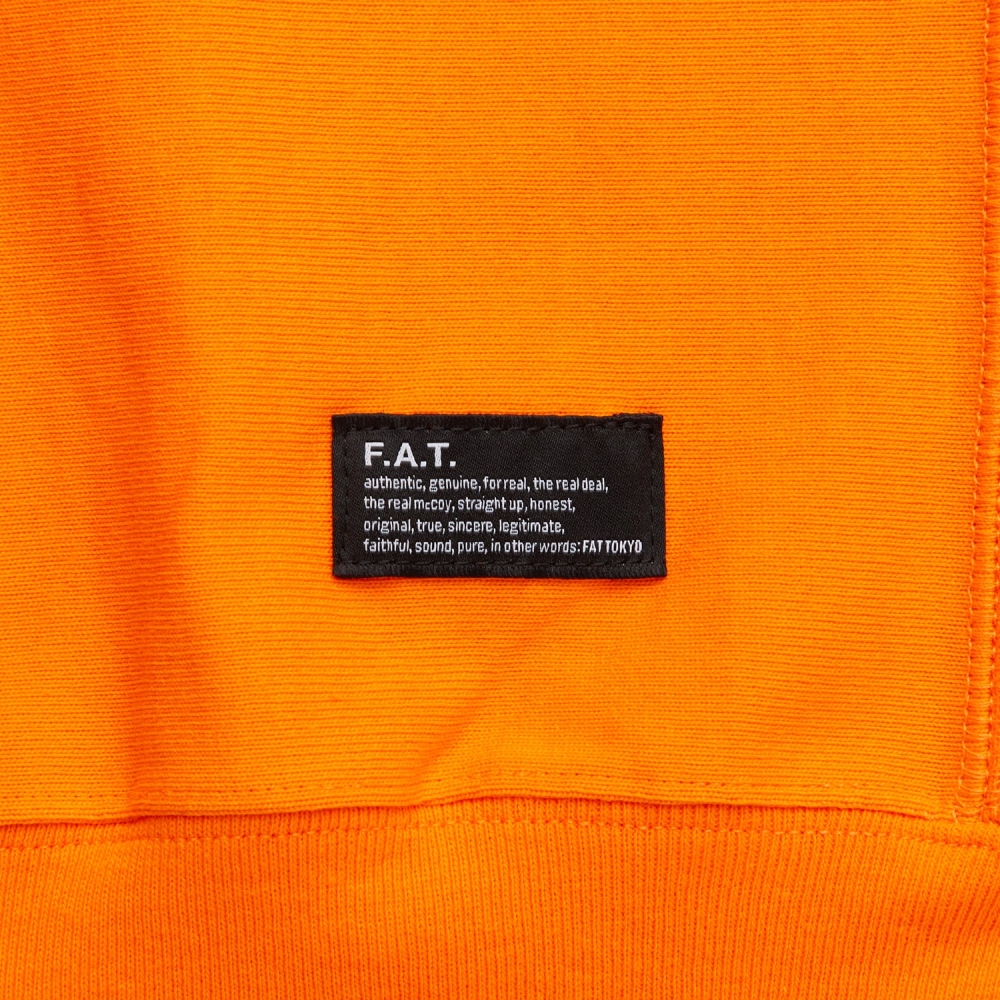 F.A.T.
authentic, genuine, for real, the real deal,
the real mcCoy, straight up, honest,
original, true, sincere, legitimate,
faithful, sound, pure, in other words: FAT TOKYO